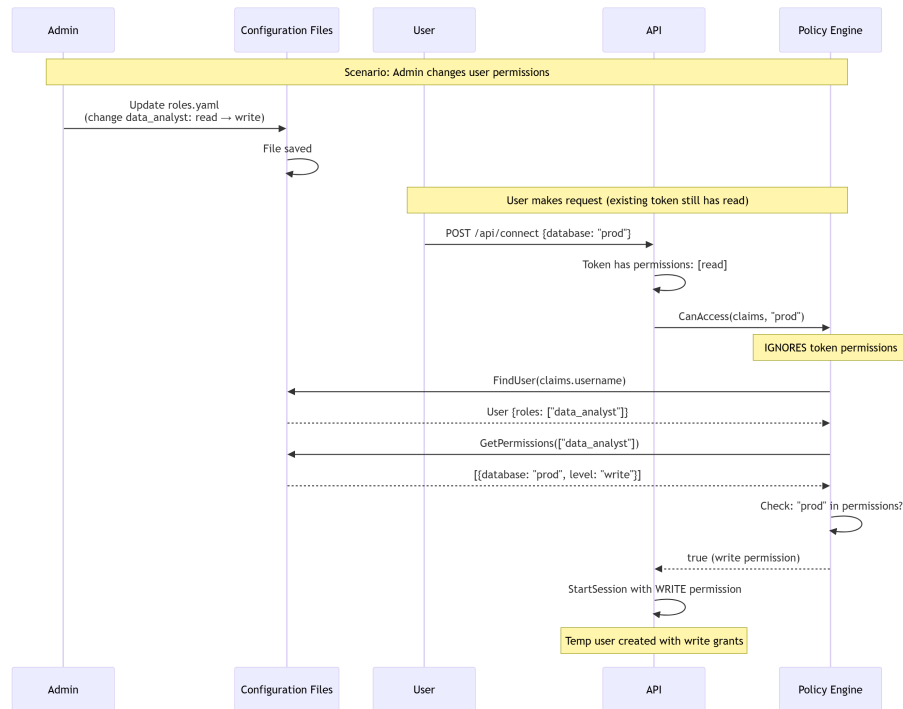 Admin
Configuration Files
User
API
Policy Engine
Scenario: Admin changes user permissions
Update roles.yaml
(change data_analyst: read → write)
File saved
User makes request (existing token still has read)
POST /api/connect {database: "prod"}
Token has permissions: [read]
CanAccess(claims, "prod")
IGNORES token permissions
FindUser(claims.username)
User {roles: ["data_analyst"]}
GetPermissions(["data_analyst"])
[{database: "prod", level: "write"}]
Check: "prod" in permissions?
true (write permission)
StartSession with WRITE permission
Temp user created with write grants
Admin
Configuration Files
User
API
Policy Engine